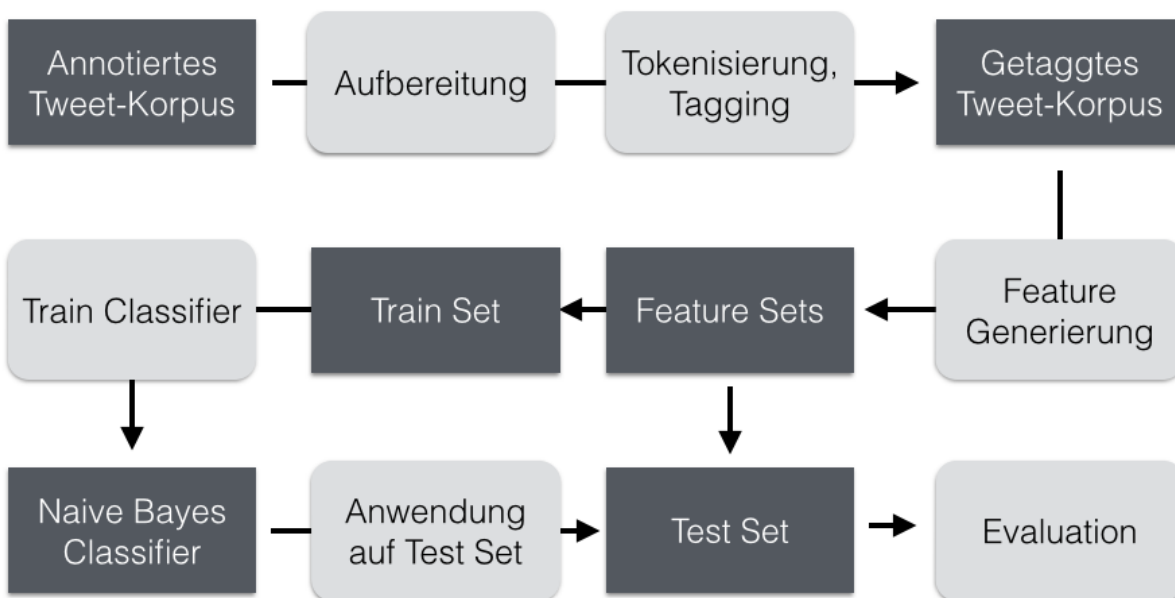 Annotiertes
Tweet-Korpus
Aufbereitung
Tokenisierung,
Tagging
Getaggtes
Tweet-Korpus
Train Classifier
Train Set
Feature Sets
Feature
Generierung
Naive Bayes
Classifier
Anwendung
auf Test Set
Test Set
Evaluation